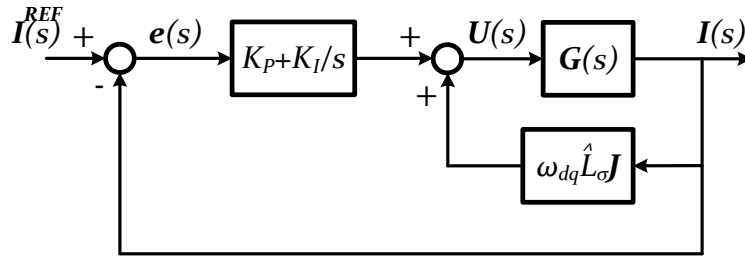 I(s)^REF + e(s) K_P+K_I/s + U(s) G(s) I(s)
- +
ω_dq L̂_σ J